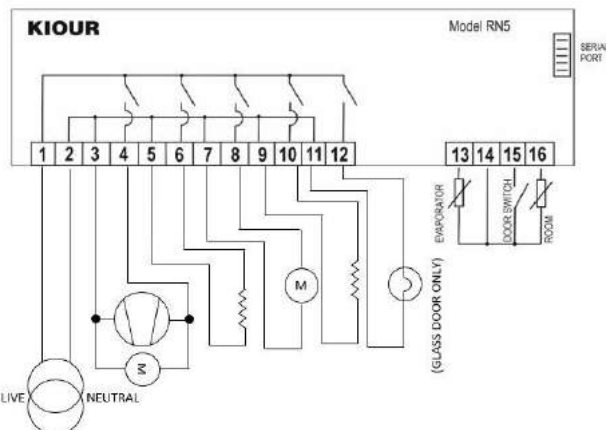 KIOUR
Model RN5
SERIAL
PORT
1 2 3 4 5 6 7 8 9 10 11 12
13 14 15 16
EVAPORATOR
DOOR SWITCH
ROOM
M
M
(GLASS DOOR ONLY)
LIVE
NEUTRAL